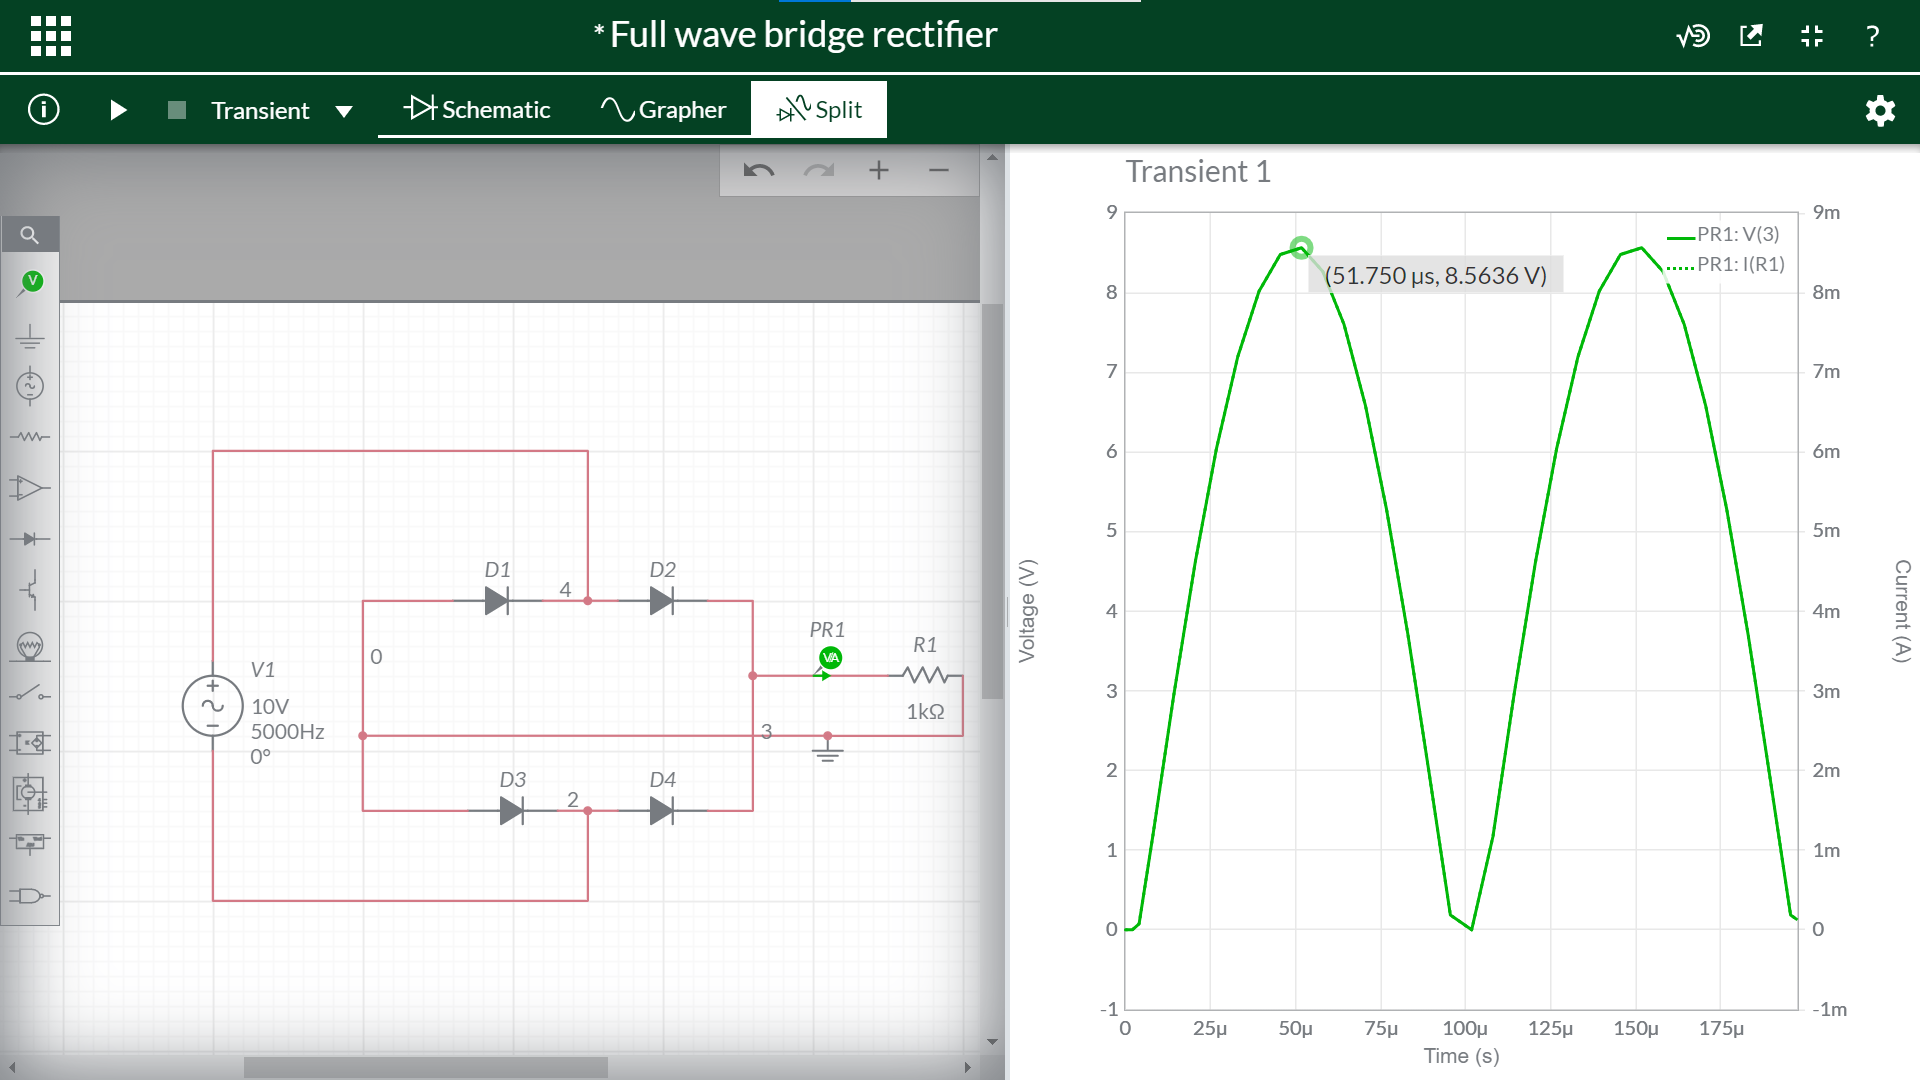 *Full wave bridge rectifier
?
i
Transient
Schematic
Grapher
Split
V
D1
4
D2
0
PR1
VA
R1
1kΩ
V1
10V
5000Hz
0°
3
D3
2
D4
Transient 1
9
8
7
6
5
4
3
2
1
0
-1
Voltage (V)
PR1: V(3)
PR1: I(R1)
(51.750 µs, 8.5636 V)
9m
8m
7m
6m
5m
4m
3m
2m
1m
0
-1m
Current (A)
0 25µ 50µ 75µ 100µ 125µ 150µ 175µ
Time (s)